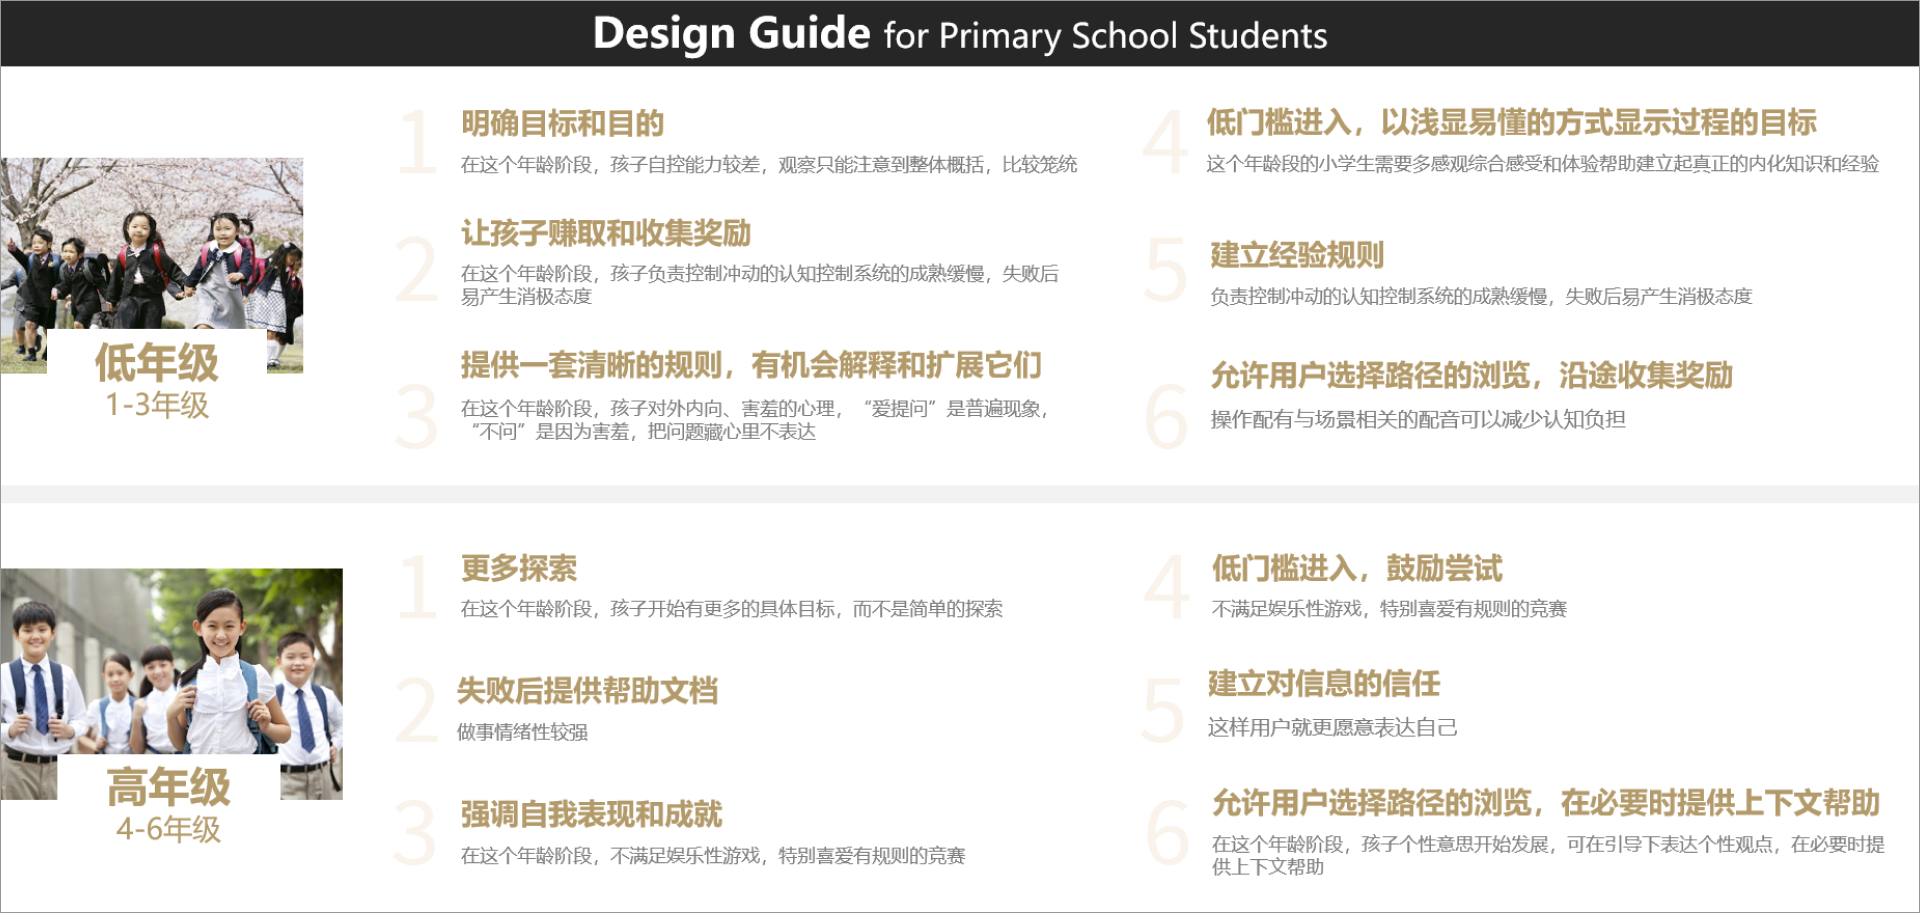 Design Guide for Primary School Students
低年级
1-3年级
1
明确目标和目的
在这个年龄阶段，孩子自控能力较差，观察只能注意到整体概括，比较笼统
2
让孩子赚取和收集奖励
在这个年龄阶段，孩子负责控制冲动的认知控制系统的成熟缓慢，失败后
易产生消极态度
3
提供一套清晰的规则，有机会解释和扩展它们
在这个年龄阶段，孩子对外内向、害羞的心理，“爱提问”是普遍现象，
“不问”是因为害羞，把问题藏心里不表达
4
低门槛进入，以浅显易懂的方式显示过程的目标
这个年龄段的小学生需要多感观综合感受和体验帮助建立起真正的内化知识和经验
5
建立经验规则
负责控制冲动的认知控制系统的成熟缓慢，失败后易产生消极态度
6
允许用户选择路径的浏览，沿途收集奖励
操作配有与场景相关的配音可以减少认知负担
高年级
4-6年级
1
更多探索
在这个年龄阶段，孩子开始有更多的具体目标，而不是简单的探索
2
失败后提供帮助文档
做事情绪性较强
3
强调自我表现和成就
在这个年龄阶段，不满足娱乐性游戏，特别喜爱有规则的竞赛
4
低门槛进入，鼓励尝试
不满足娱乐性游戏，特别喜爱有规则的竞赛
5
建立对信息的信任
这样用户就更愿意表达自己
6
允许用户选择路径的浏览，在必要时提供上下文帮助
在这个年龄阶段，孩子个性意思开始发展，可在引导下表达个性观点，在必要时提
供上下文帮助